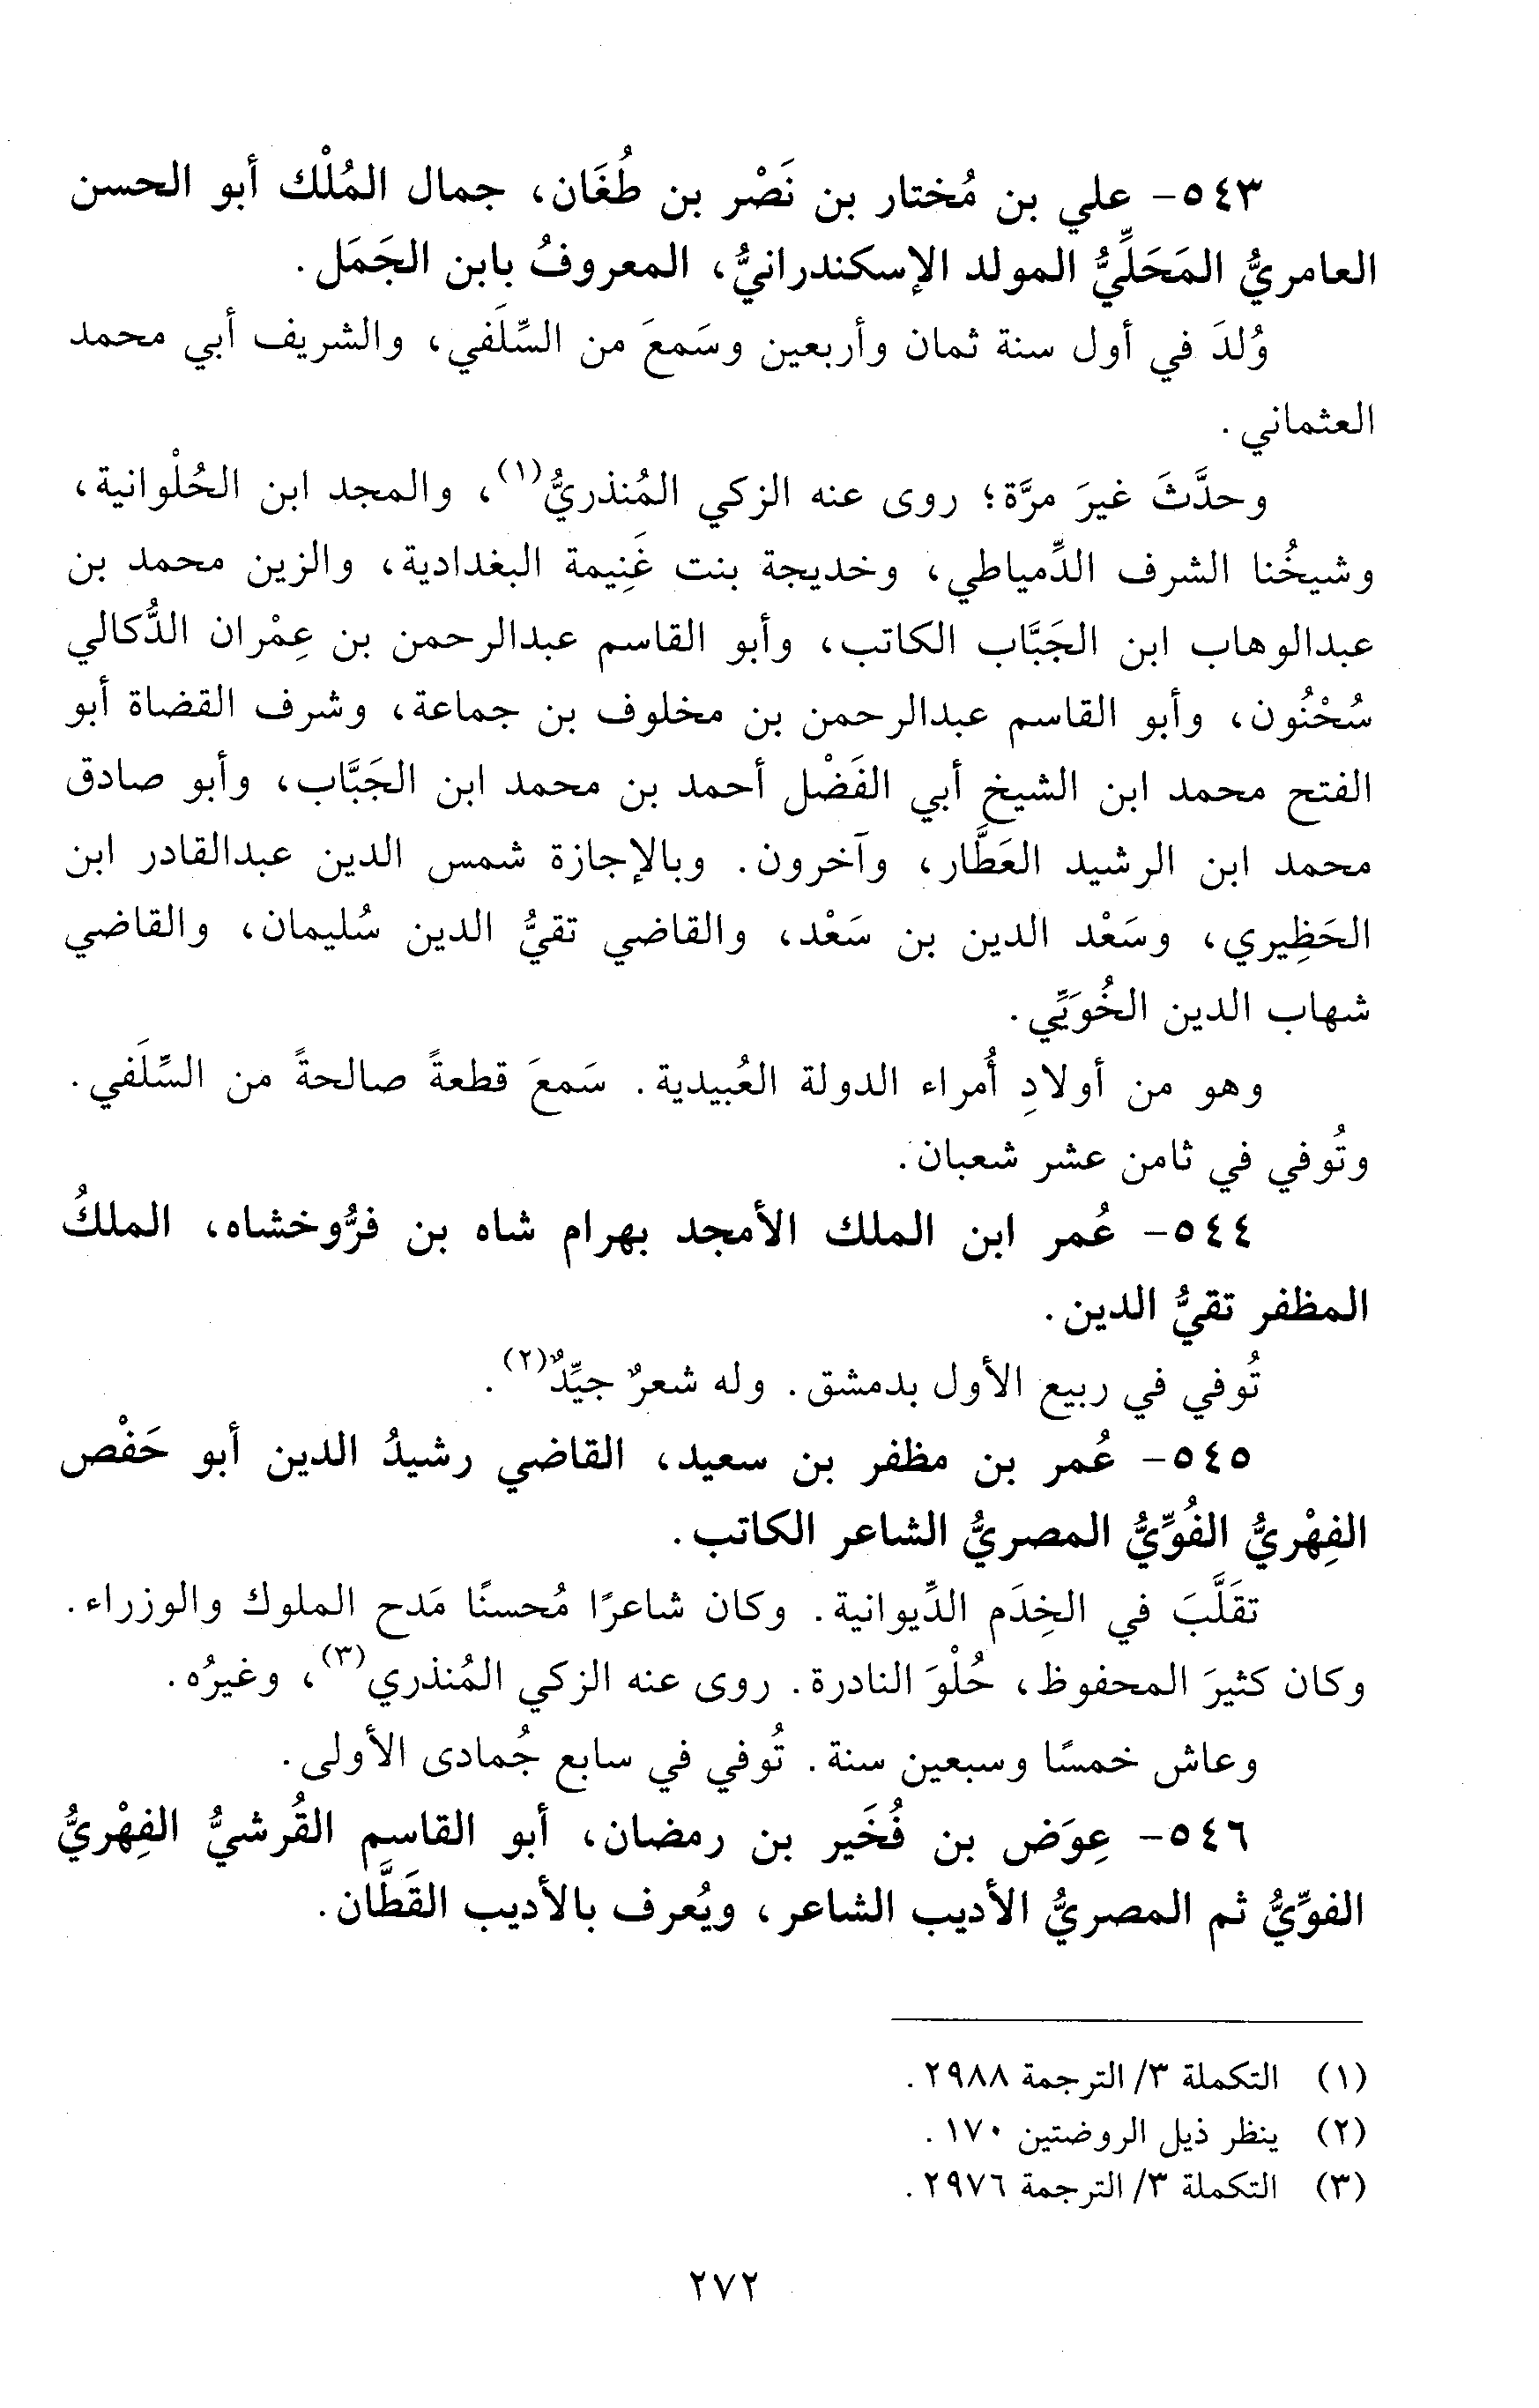 ٥٤٣- علي بن مُختار بن نَصْر بن طُغَان، جمال المُلْك أبو الحسن
العامريُّ المَحَلِّيُّ المولد الإسكندرانيُّ، المعروفُ بابن الجَمَل.
وُلدَ في أول سنة ثمان وأربعين وسَمعَ من السِّلَفي، والشريف أبي محمد
العثماني.
وحدَّثَ غيرَ مرَّة؛ روى عنه الزكي المُنذريُّ(١)، والمجد ابن الحُلْوانية،
وشيخُنا الشرف الدِّمياطي، وخديجة بنت غَنِيمة البغدادية، والزين محمد بن
عبدالوهاب ابن الجَبَّاب الكاتب، وأبو القاسم عبدالرحمن بن عِمْران الدُّكالي
سُحْنُون، وأبو القاسم عبدالرحمن بن مخلوف بن جماعة، وشرف القضاة أبو
الفتح محمد ابن الشيخ أبي الفَضْل أحمد بن محمد ابن الجَبَّاب، وأبو صادق
محمد ابن الرشيد العَطَّار، وآخرون. وبالإجازة شمس الدين عبدالقادر ابن
الحَظِيري، وسَعْد الدين بن سَعْد، والقاضي تقيُّ الدين سُليمان، والقاضي
شهاب الدين الخُوَيِّي.
وهو من أولادِ أُمراء الدولة العُبيدية. سَمعَ قطعةً صالحةً من السِّلَفي.
وتُوفي في ثامن عشر شعبان.
٥٤٤- عُمر ابن الملك الأمجد بهرام شاه بن فرُّوخشاه، الملكُ
المظفر تقيُّ الدين.
تُوفي في ربيع الأول بدمشق. وله شعرٌ جيِّدٌ(٢).
٥٤٥- عُمر بن مظفر بن سعيد، القاضي رشيدُ الدين أبو حَفْص
الفِهْريُّ الفُوِّيُّ المصريُّ الشاعر الكاتب.
تقَلَّبَ في الخِدَم الدِّيوانية. وكان شاعرًا مُحسنًا مَدح الملوك والوزراء.
وكان كثيرَ المحفوظ، حُلْوَ النادرة. روى عنه الزكي المُنذري(٣)، وغيرُه.
وعاش خمسًا وسبعين سنة. تُوفي في سابع جُمادى الأولى.
٥٤٦- عِوَض بن فُخَير بن رمضان، أبو القاسم القُرشيُّ الفِهْريُّ
الفوِّيُّ ثم المصريُّ الأديب الشاعر، ويُعرف بالأديب القَطَّان.
(١) التكملة ٣/ الترجمة ٢٩٨٨.
(٢) ينظر ذيل الروضتين ١٧٠.
(٣) التكملة ٣/ الترجمة ٢٩٧٦.
٢٧٢